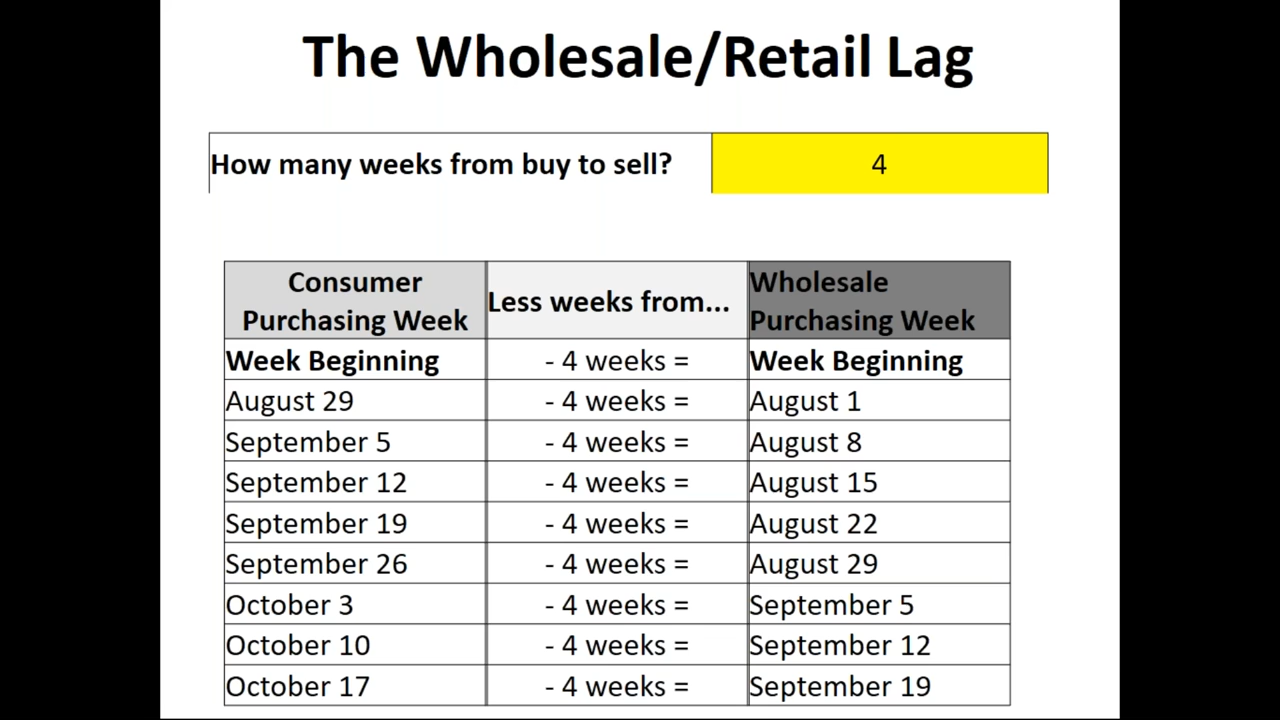 The Wholesale/Retail Lag
How many weeks from buy to sell? 4
Consumer
Purchasing Week
Less weeks from...
Wholesale
Purchasing Week
Week Beginning - 4 weeks = Week Beginning
August 29 - 4 weeks = August 1
September 5 - 4 weeks = August 8
September 12 - 4 weeks = August 15
September 19 - 4 weeks = August 22
September 26 - 4 weeks = August 29
October 3 - 4 weeks = September 5
October 10 - 4 weeks = September 12
October 17 - 4 weeks = September 19